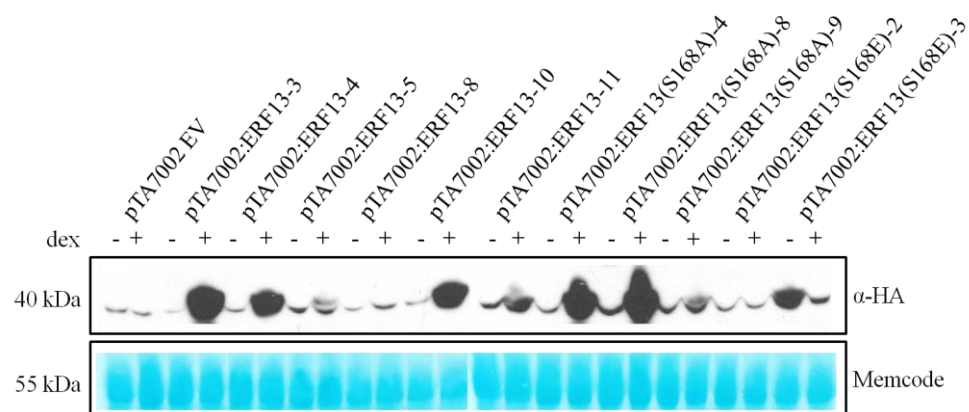 pTA7002 EV
pTA7002:ERF13-3
pTA7002:ERF13-4
pTA7002:ERF13-5
pTA7002:ERF13-8
pTA7002:ERF13-10
pTA7002:ERF13-11
pTA7002:ERF13(S168A)-4
pTA7002:ERF13(S168A)-8
pTA7002:ERF13(S168A)-9
pTA7002:ERF13(S168E)-2
pTA7002:ERF13(S168E)-3
dex - + - + - + - + - + - + - + - + - + - + - + - +
40 kDa α-HA
55 kDa Memcode